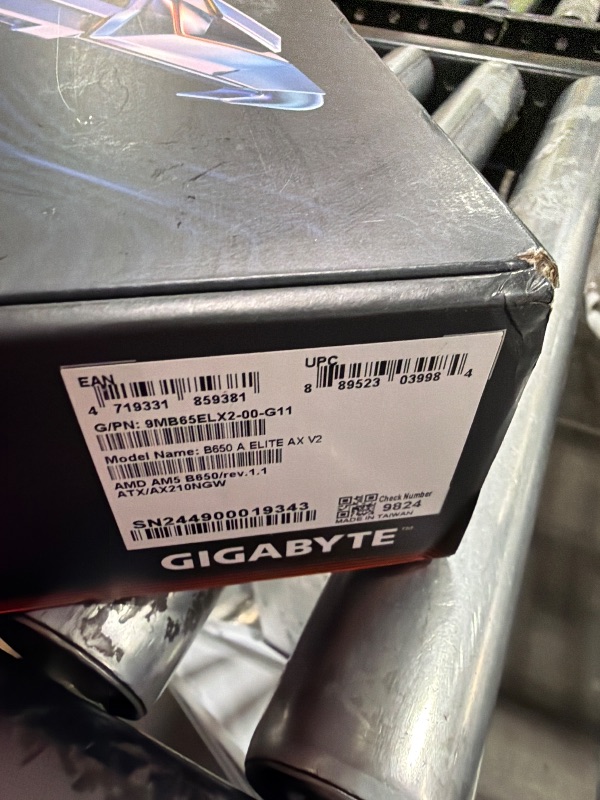 EAN
4 719331 859381
UPC
8 89523 03998 4
G/PN: 9MB65ELX2-00-G11
Model Name: B650 A ELITE AX V2
AMD AM5 B650/rev.1.1
ATX/AX210NGW
SN244900019343
Check Number
9824
MADE IN TAIWAN
GIGABYTE™